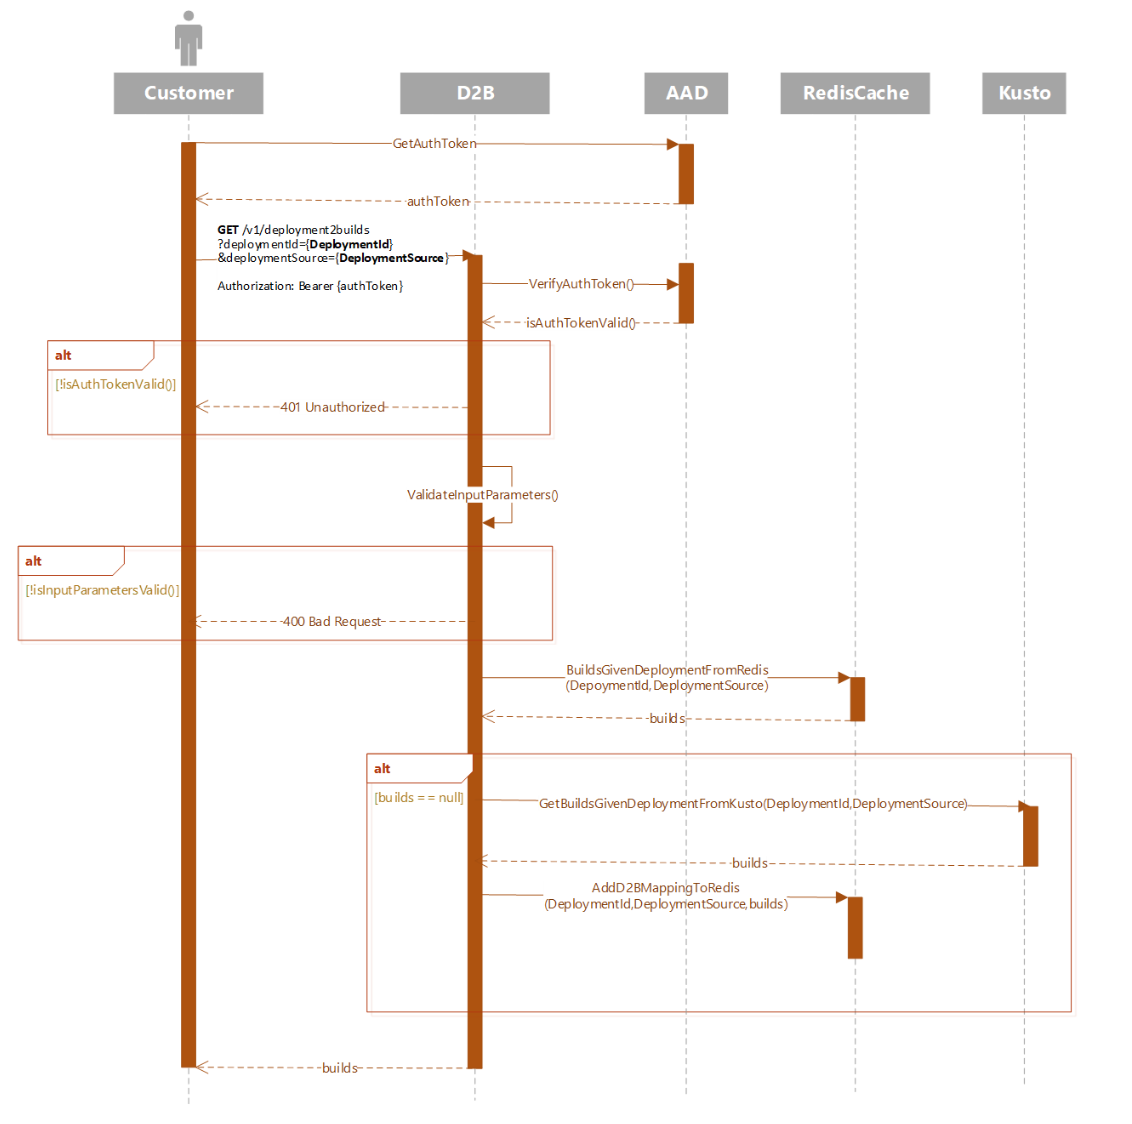 Customer
D2B
AAD
RedisCache
Kusto
GetAuthToken
authToken
GET /v1/deployment2builds
?deploymentId={DeploymentId}
&deploymentSource={DeploymentSource}
Authorization: Bearer {authToken}
VerifyAuthToken()
isAuthTokenValid()
alt
[!isAuthTokenValid()]
401 Unauthorized
ValidateInputParameters()
alt
[!isInputParametersValid()]
400 Bad Request
BuildsGivenDeploymentFromRedis
(DepoymentId,DeploymentSource)
builds
alt
[builds == null]
GetBuildsGivenDeploymentFromKusto(DeploymentId,DeploymentSource)
builds
AddD2BMappingToRedis
(DeploymentId,DeploymentSource,builds)
builds